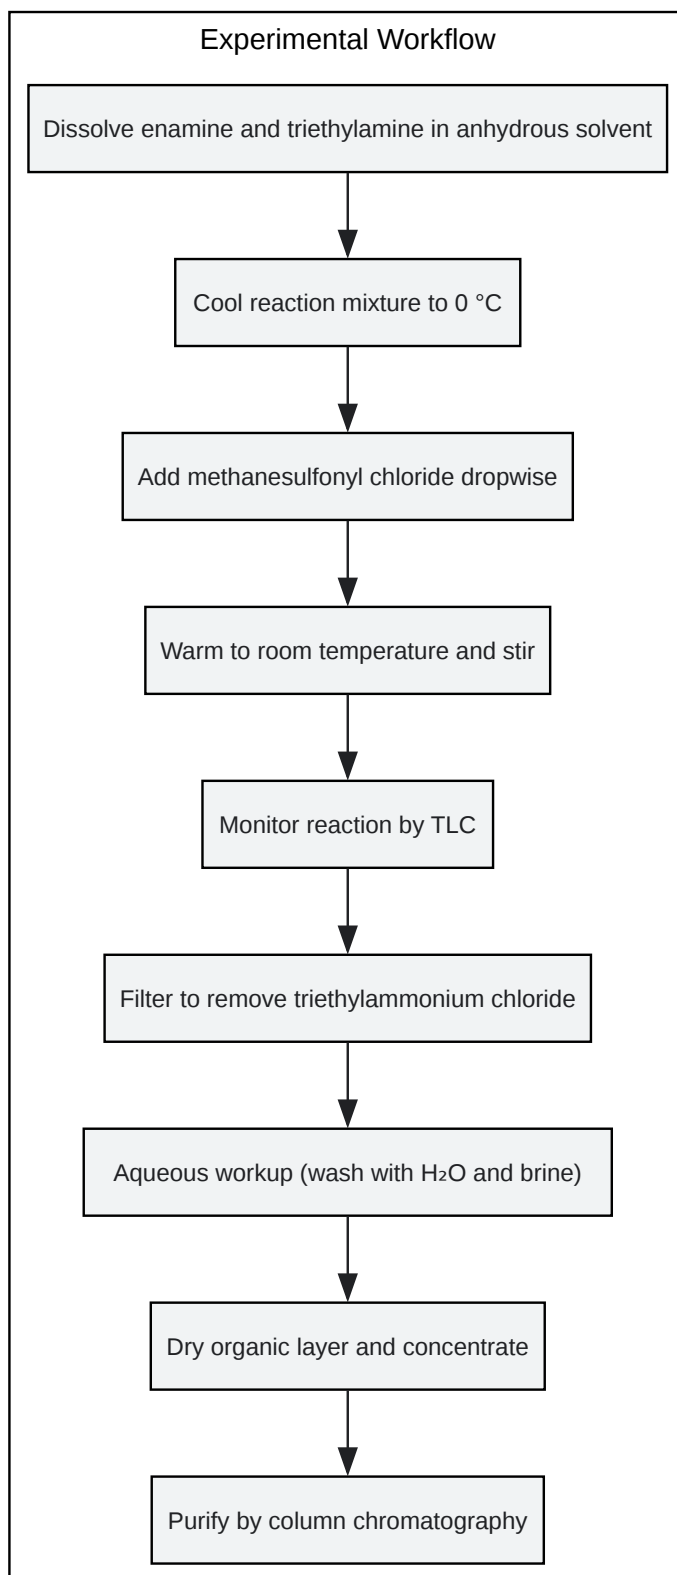 Experimental Workflow
Dissolve enamine and triethylamine in anhydrous solvent
Cool reaction mixture to 0 °C
Add methanesulfonyl chloride dropwise
Warm to room temperature and stir
Monitor reaction by TLC
Filter to remove triethylammonium chloride
Aqueous workup (wash with H₂O and brine)
Dry organic layer and concentrate
Purify by column chromatography